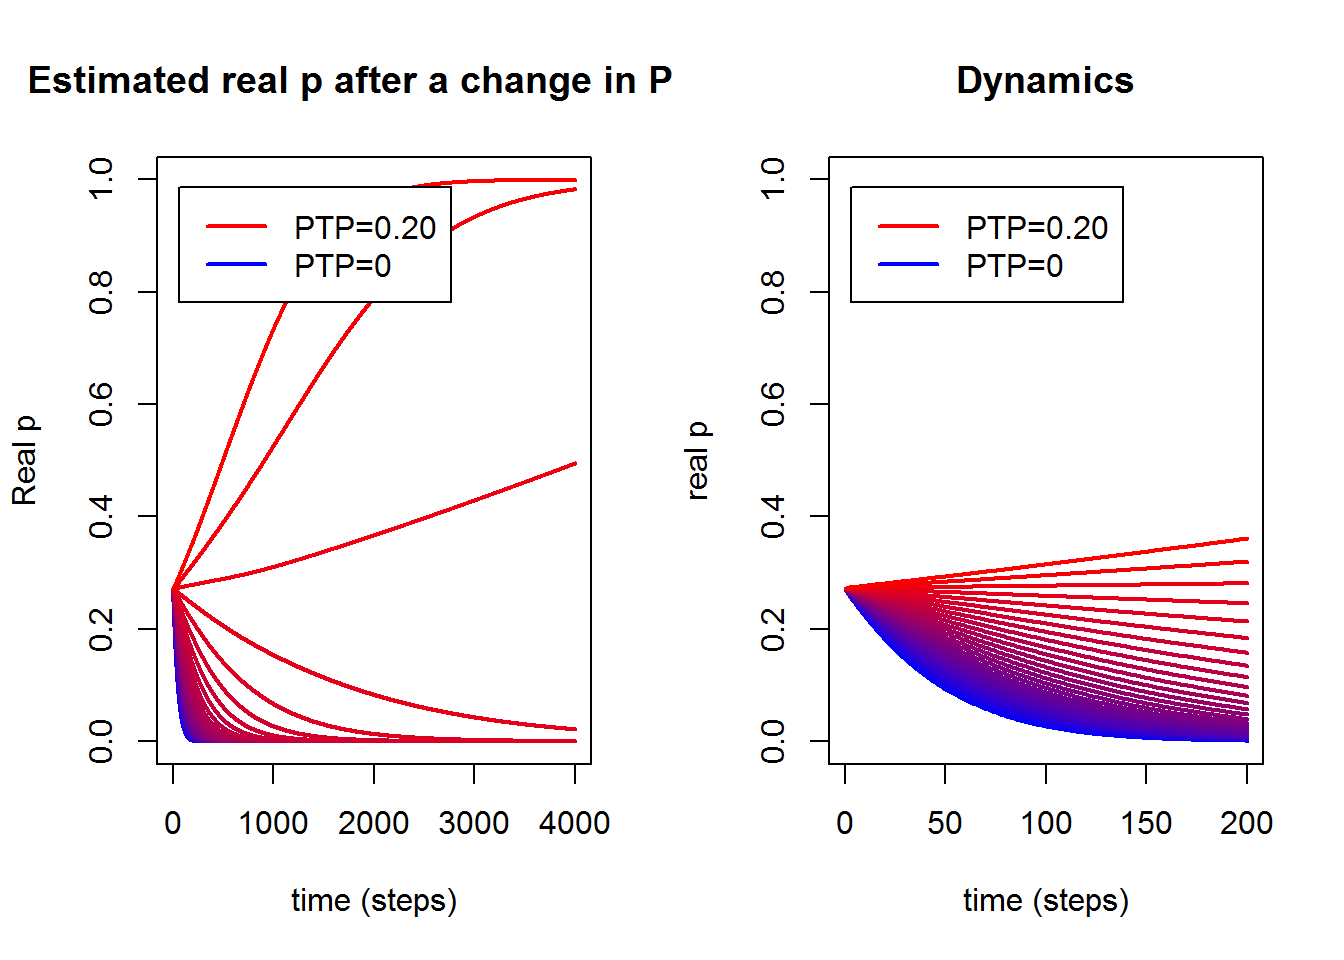 Estimated real p after a change in P
Real p
1.0
0.8
0.6
0.4
0.2
0.0
PTP=0.20
PTP=0
0 1000 2000 3000 4000
time (steps)
Dynamics
real p
1.0
0.8
0.6
0.4
0.2
0.0
PTP=0.20
PTP=0
0 50 100 150 200
time (steps)